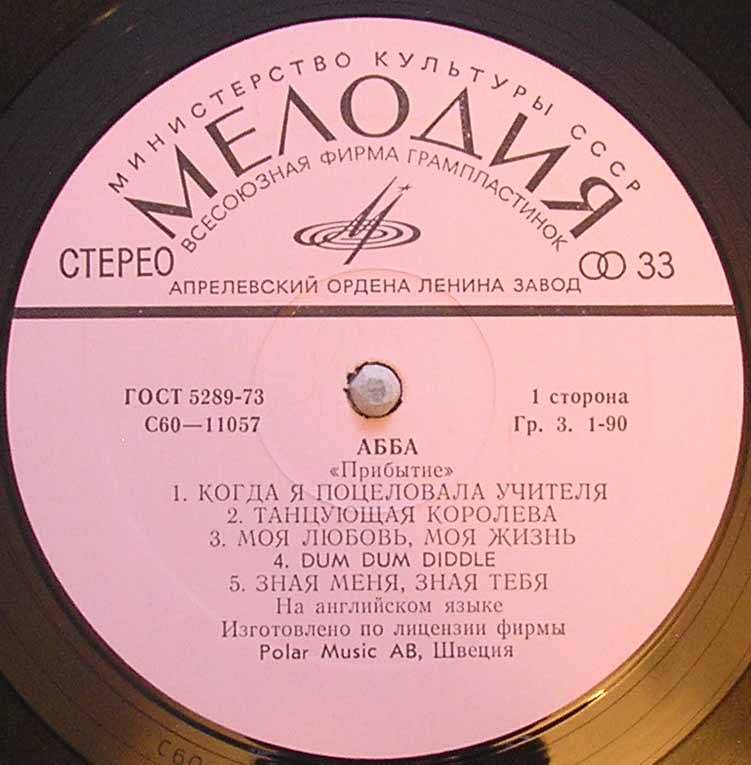 МИНИСТЕРСТВО КУЛЬТУРЫ СССР
МЕЛОДИЯ
ВСЕСОЮЗНАЯ ФИРМА ГРАМПЛАСТИНОК
СТЕРЕО
33
АПРЕЛЕВСКИЙ ОРДЕНА ЛЕНИНА ЗАВОД
ГОСТ 5289-73
1 сторона
С60—11057
Гр. 3. 1-90
АББА
«Прибытие»
1. КОГДА Я ПОЦЕЛОВАЛА УЧИТЕЛЯ
2. ТАНЦУЮЩАЯ КОРОЛЕВА
3. МОЯ ЛЮБОВЬ, МОЯ ЖИЗНЬ
4. DUM DUM DIDDLE
5. ЗНАЯ МЕНЯ, ЗНАЯ ТЕБЯ
На английском языке
Изготовлено по лицензии фирмы
Polar Music AB, Швеция